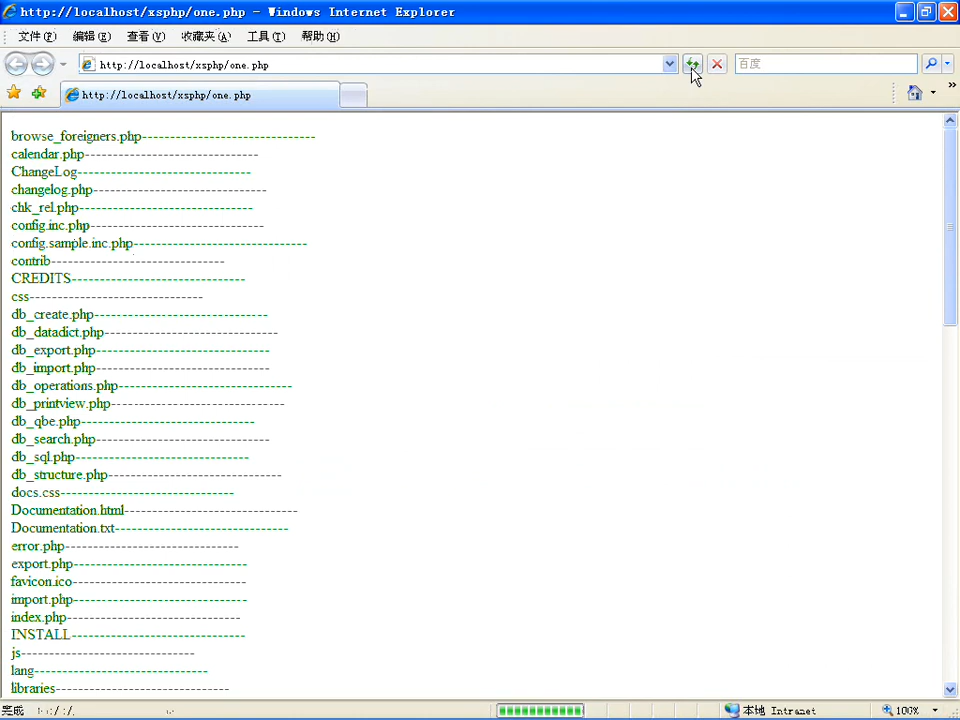 http://localhost/xsphp/one.php - Windows Internet Explorer
文件(F) 编辑(E) 查看(V) 收藏夹(A) 工具(T) 帮助(H)
http://localhost/xsphp/one.php 百度
http://localhost/xsphp/one.php
browse_foreigners.php-------------------------------
calendar.php-------------------------------
ChangeLog-------------------------------
changelog.php-------------------------------
chk_rel.php-------------------------------
config.inc.php-------------------------------
config.sample.inc.php-------------------------------
contrib-------------------------------
CREDITS-------------------------------
css-------------------------------
db_create.php-------------------------------
db_datadict.php-------------------------------
db_export.php-------------------------------
db_import.php-------------------------------
db_operations.php-------------------------------
db_printview.php-------------------------------
db_qbe.php-------------------------------
db_search.php-------------------------------
db_sql.php-------------------------------
db_structure.php-------------------------------
docs.css-------------------------------
Documentation.html-------------------------------
Documentation.txt-------------------------------
error.php-------------------------------
export.php-------------------------------
favicon.ico-------------------------------
import.php-------------------------------
index.php-------------------------------
INSTALL-------------------------------
js-------------------------------
lang-------------------------------
libraries-------------------------------
完成 本地 Intranet 100%